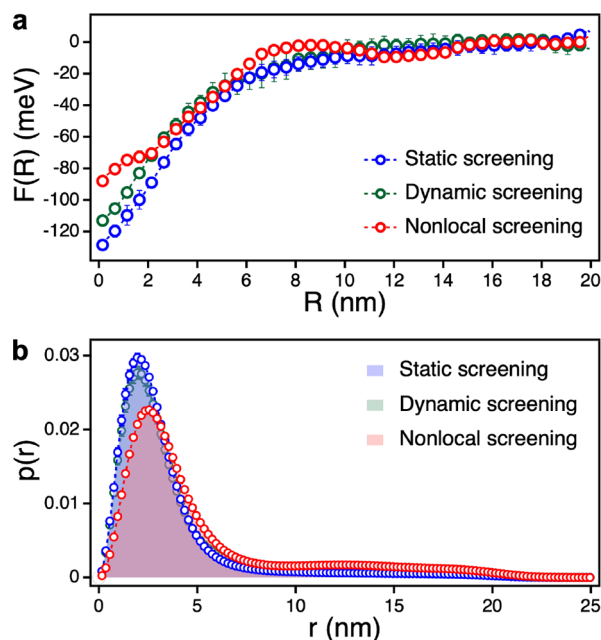 a
F(R) (meV)
0
-20
-40
-60
-80
-100
-120
Static screening
Dynamic screening
Nonlocal screening
0 2 4 6 8 10 12 14 16 18 20
R (nm)
b
p(r)
0.03
0.02
0.01
0
Static screening
Dynamic screening
Nonlocal screening
0 5 10 15 20 25
r (nm)